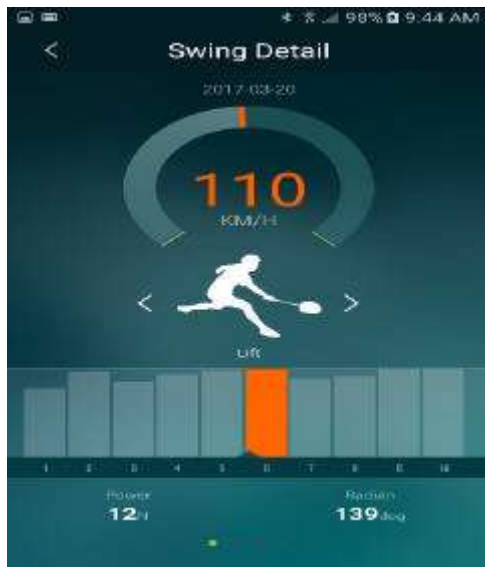 98% 9:44 AM
Swing Detail
2017-03-20
110
KM/H
Lift
1 2 3 4 5 6 7 8 9 10
Power Radian
12N 139deg